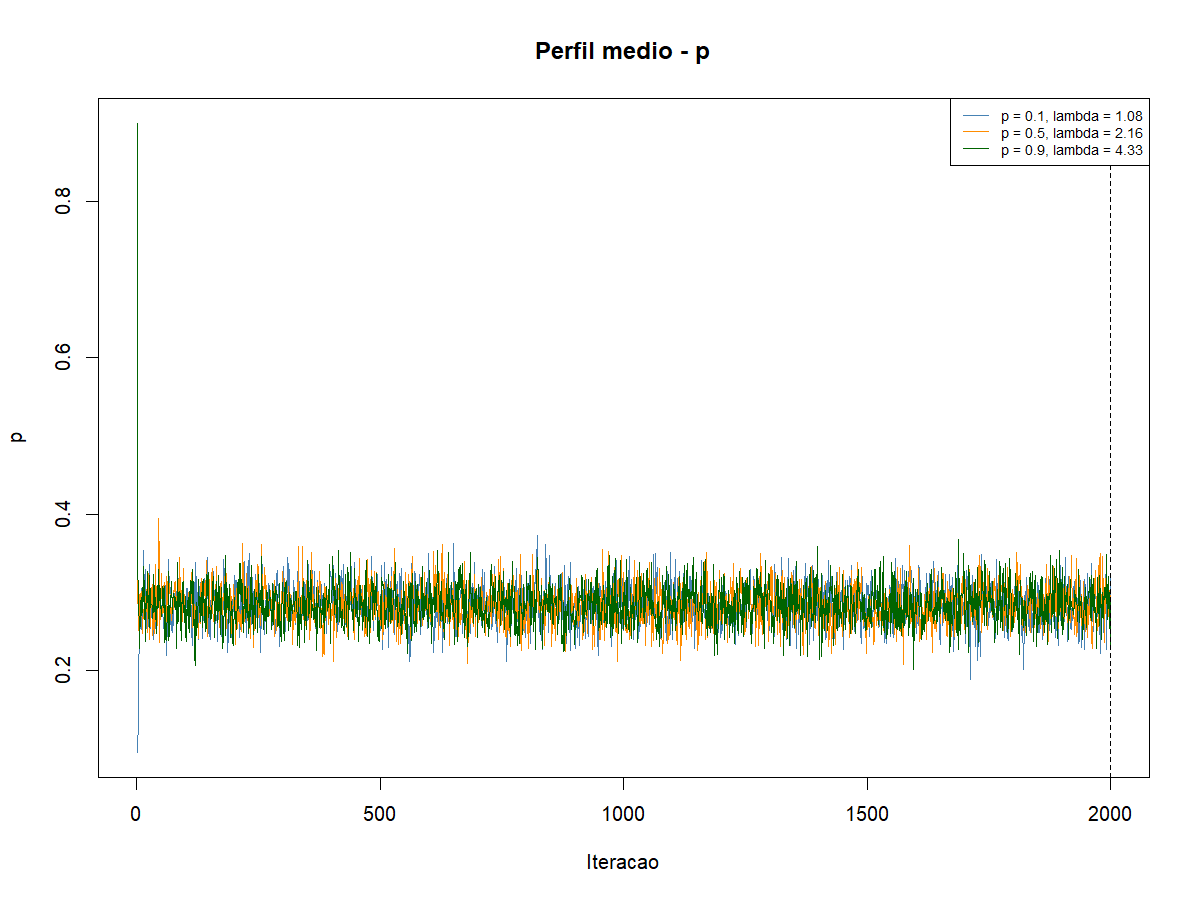 Perfil medio - p
p = 0.1, lambda = 1.08
p = 0.5, lambda = 2.16
p = 0.9, lambda = 4.33
0.8
0.6
0.4
0.2
p
0 500 1000 1500 2000
Iteracao